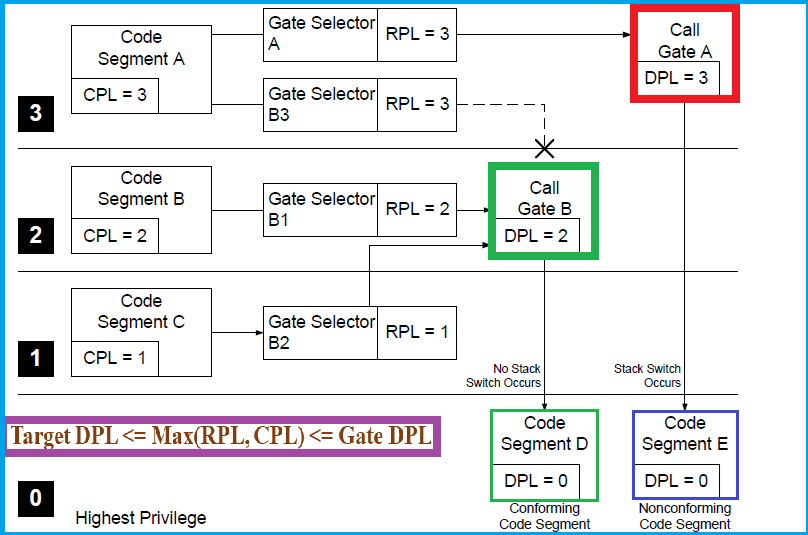 Code
Segment A
CPL = 3
Gate Selector
A
RPL = 3
Call
Gate A
DPL = 3
Gate Selector
B3
RPL = 3
3
Code
Segment B
CPL = 2
Gate Selector
B1
RPL = 2
Call
Gate B
DPL = 2
2
Code
Segment C
CPL = 1
Gate Selector
B2
RPL = 1
1
No Stack
Switch Occurs
Stack Switch
Occurs
Target DPL <= Max(RPL, CPL) <= Gate DPL
Code
Segment D
DPL = 0
Conforming
Code Segment
Code
Segment E
DPL = 0
Nonconforming
Code Segment
0
Highest Privilege